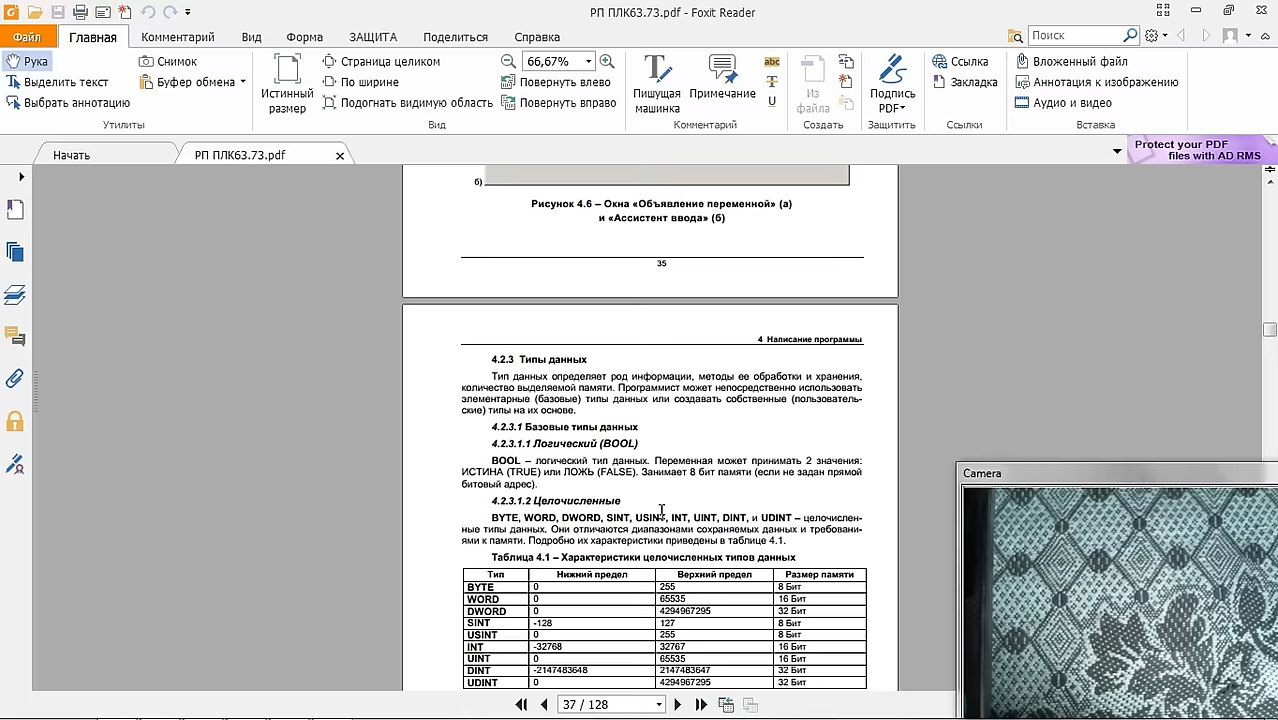 РП ПЛК63.73.pdf - Foxit Reader
Файл
Главная
Комментарий
Вид
Форма
ЗАЩИТА
Поделиться
Справка
Поиск
Рука
Выделить текст
Выбрать аннотацию
Снимок
Буфер обмена
Утилиты
Истинный размер
Страница целиком
По ширине
Подогнать видимую область
66,67%
Повернуть влево
Повернуть вправо
Вид
Пишущая машинка
Примечание
Комментарий
Из файла
Создать
Подпись PDF
Защитить
Ссылка
Закладка
Ссылки
Вложенный файл
Аннотация к изображению
Аудио и видео
Вставка
Начать
РП ПЛК63.73.pdf
Protect your PDF
files with AD RMS
б)
Рисунок 4.6 – Окна «Объявление переменной» (а)
и «Ассистент ввода» (б)
35
4 Написание программы
4.2.3 Типы данных
Тип данных определяет род информации, методы ее обработки и хранения,
количество выделяемой памяти. Программист может непосредственно использовать
элементарные (базовые) типы данных или создавать собственные (пользователь-
ские) типы на их основе.
4.2.3.1 Базовые типы данных
4.2.3.1.1 Логический (BOOL)
BOOL – логический тип данных. Переменная может принимать 2 значения:
ИСТИНА (TRUE) или ЛОЖЬ (FALSE). Занимает 8 бит памяти (если не задан прямой
битовый адрес).
4.2.3.1.2 Целочисленные
BYTE, WORD, DWORD, SINT, USINT, INT, UINT, DINT, и UDINT – целочислен-
ные типы данных. Они отличаются диапазонами сохраняемых данных и требовани-
ями к памяти. Подробно их характеристики приведены в таблице 4.1.
Таблица 4.1 – Характеристики целочисленных типов данных
Тип Нижний предел Верхний предел Размер памяти
BYTE 0 255 8 Бит
WORD 0 65535 16 Бит
DWORD 0 4294967295 32 Бит
SINT -128 127 8 Бит
USINT 0 255 8 Бит
INT -32768 32767 16 Бит
UINT 0 65535 16 Бит
DINT -2147483648 2147483647 32 Бит
UDINT 0 4294967295 32 Бит
Camera
37 / 128